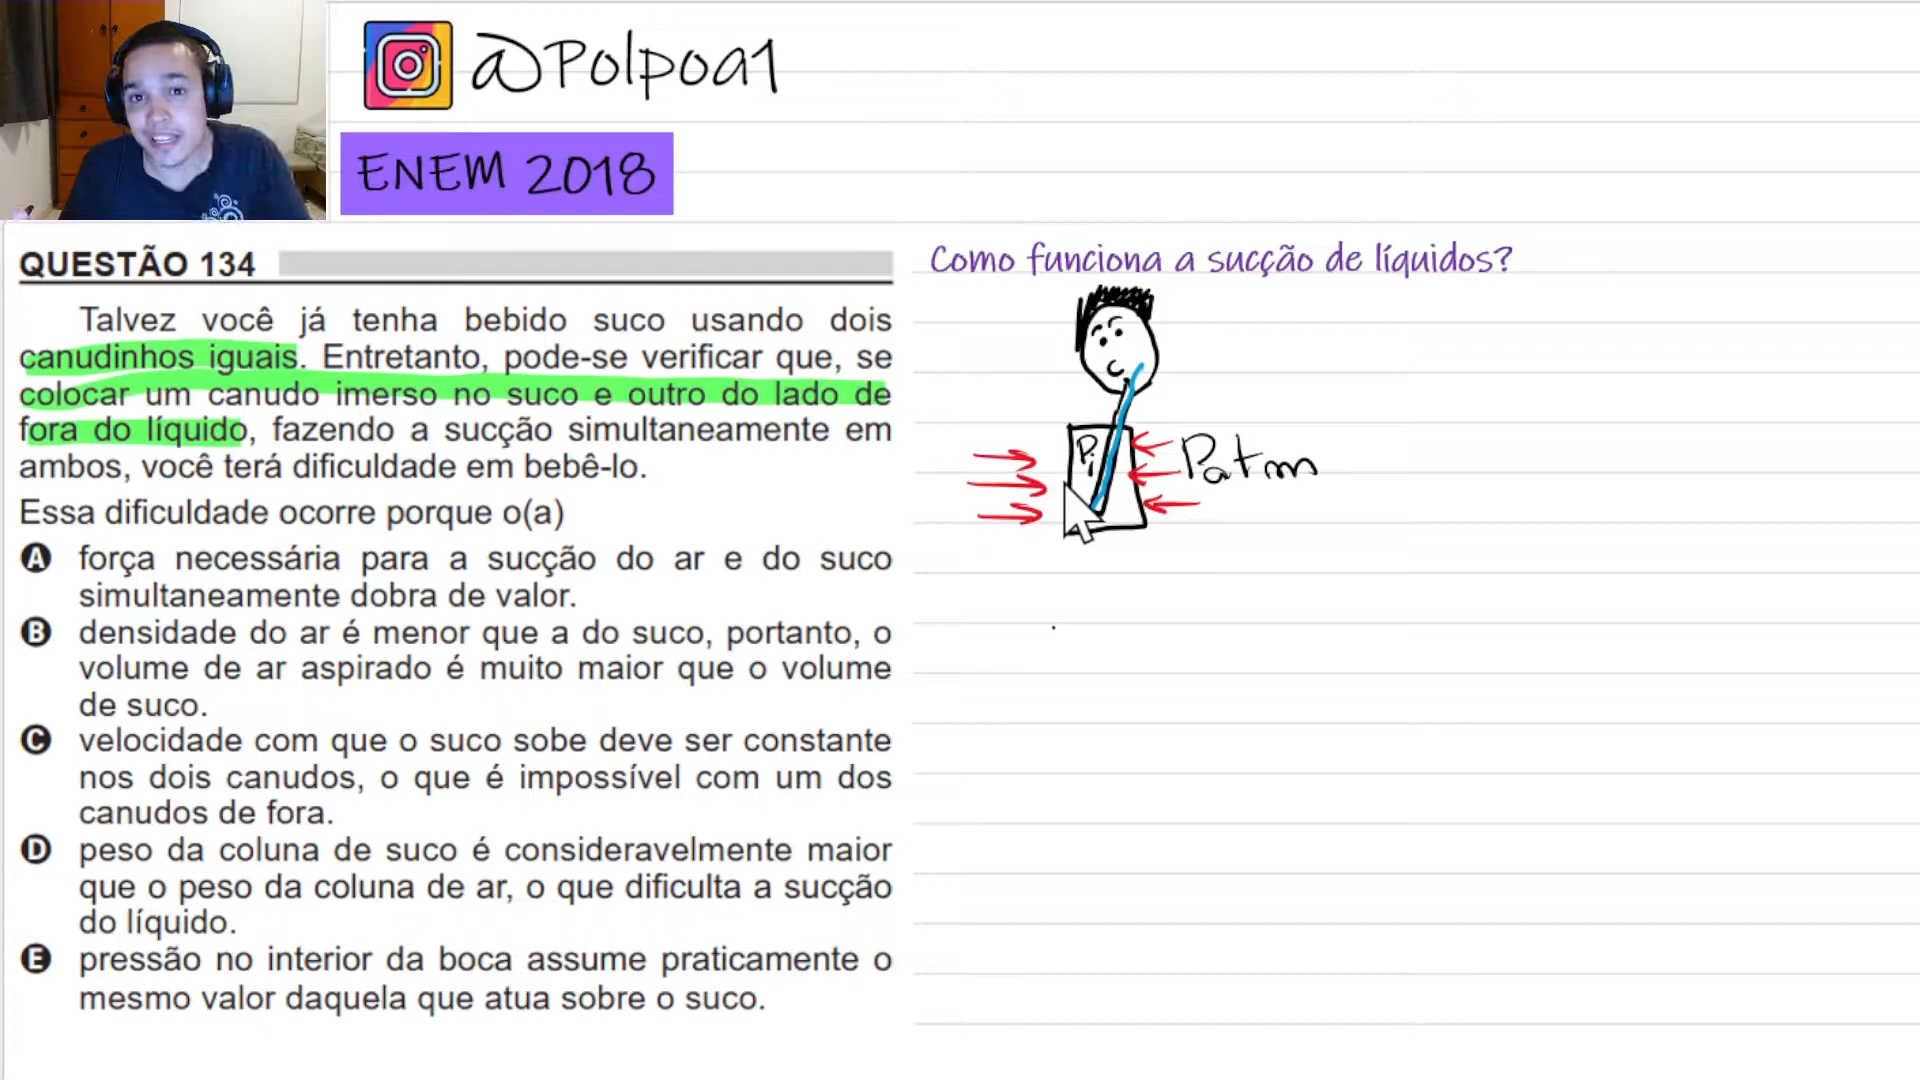 @Polpoa1
ENEM 2018
QUESTÃO 134
Talvez você já tenha bebido suco usando dois
canudinhos iguais. Entretanto, pode-se verificar que, se
colocar um canudo imerso no suco e outro do lado de
fora do líquido, fazendo a sucção simultaneamente em
ambos, você terá dificuldade em bebê-lo.
Essa dificuldade ocorre porque o(a)
A força necessária para a sucção do ar e do suco
simultaneamente dobra de valor.
B densidade do ar é menor que a do suco, portanto, o
volume de ar aspirado é muito maior que o volume
de suco.
C velocidade com que o suco sobe deve ser constante
nos dois canudos, o que é impossível com um dos
canudos de fora.
D peso da coluna de suco é consideravelmente maior
que o peso da coluna de ar, o que dificulta a sucção
do líquido.
E pressão no interior da boca assume praticamente o
mesmo valor daquela que atua sobre o suco.
Como funciona a sucção de líquidos?
Pi
Patm